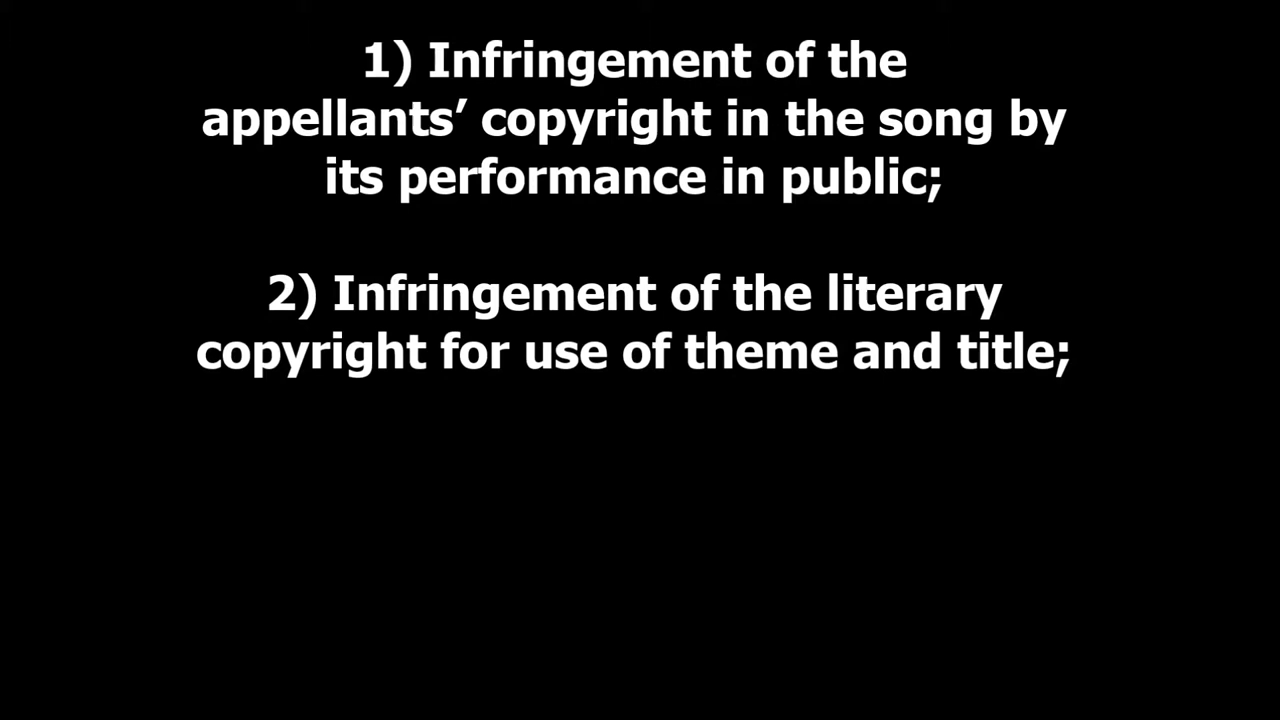 1) Infringement of the
appellants’ copyright in the song by
its performance in public;
2) Infringement of the literary
copyright for use of theme and title;